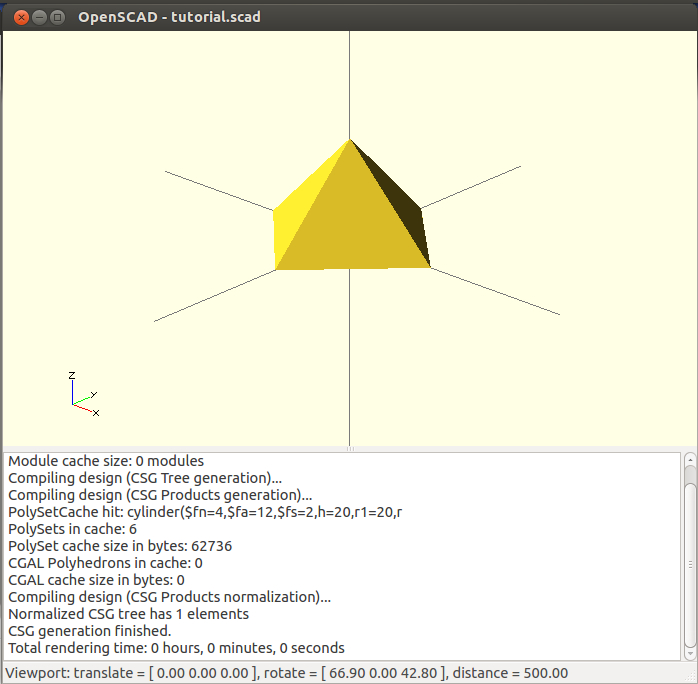 OpenSCAD - tutorial.scad
Z
Y
X
Module cache size: 0 modules
Compiling design (CSG Tree generation)...
Compiling design (CSG Products generation)...
PolySetCache hit: cylinder($fn=4,$fa=12,$fs=2,h=20,r1=20,r
PolySets in cache: 6
PolySet cache size in bytes: 62736
CGAL Polyhedrons in cache: 0
CGAL cache size in bytes: 0
Compiling design (CSG Products normalization)...
Normalized CSG tree has 1 elements
CSG generation finished.
Total rendering time: 0 hours, 0 minutes, 0 seconds
Viewport: translate = [ 0.00 0.00 0.00 ], rotate = [ 66.90 0.00 42.80 ], distance = 500.00